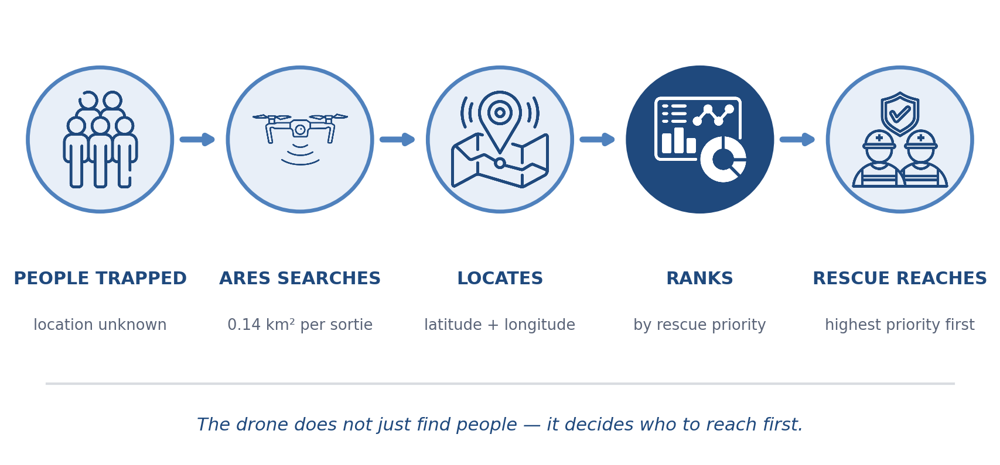 PEOPLE TRAPPED
location unknown
ARES SEARCHES
0.14 km² per sortie
LOCATES
latitude + longitude
RANKS
by rescue priority
RESCUE REACHES
highest priority first
The drone does not just find people — it decides who to reach first.